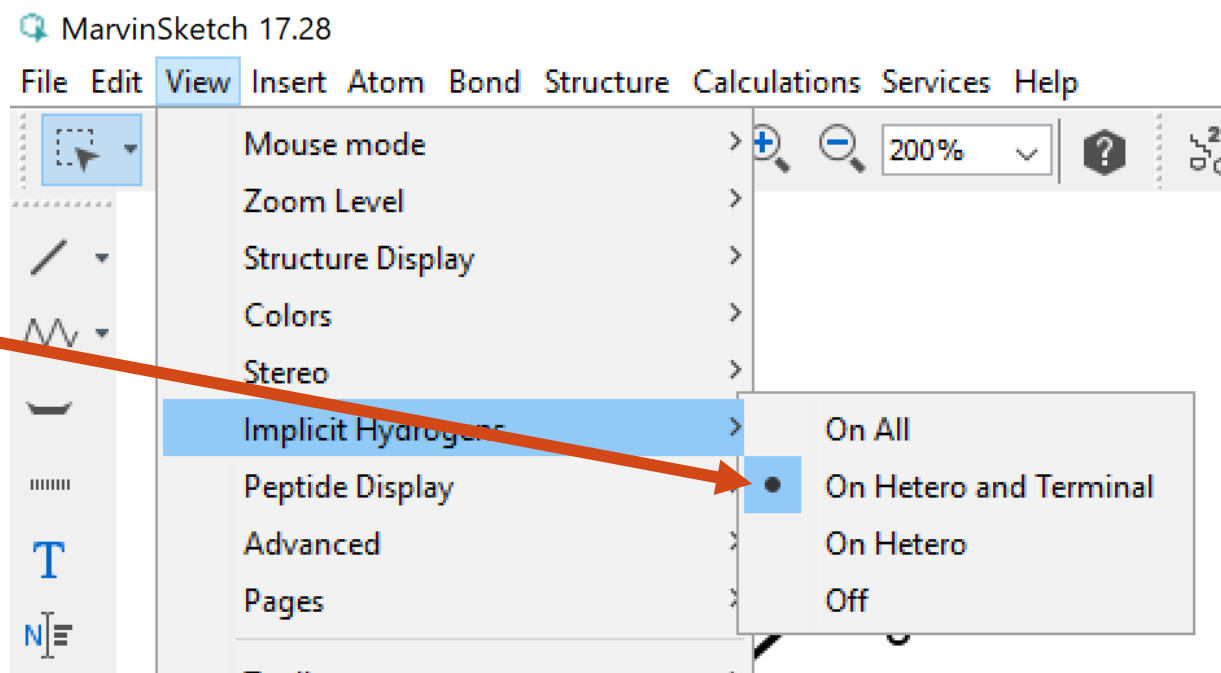 MarvinSketch 17.28
File Edit View Insert Atom Bond Structure Calculations Services Help
200%
Mouse mode
Zoom Level
Structure Display
Colors
Stereo
Implicit Hydrogens
Peptide Display
Advanced
Pages
On All
On Hetero and Terminal
On Hetero
Off
T
N
2